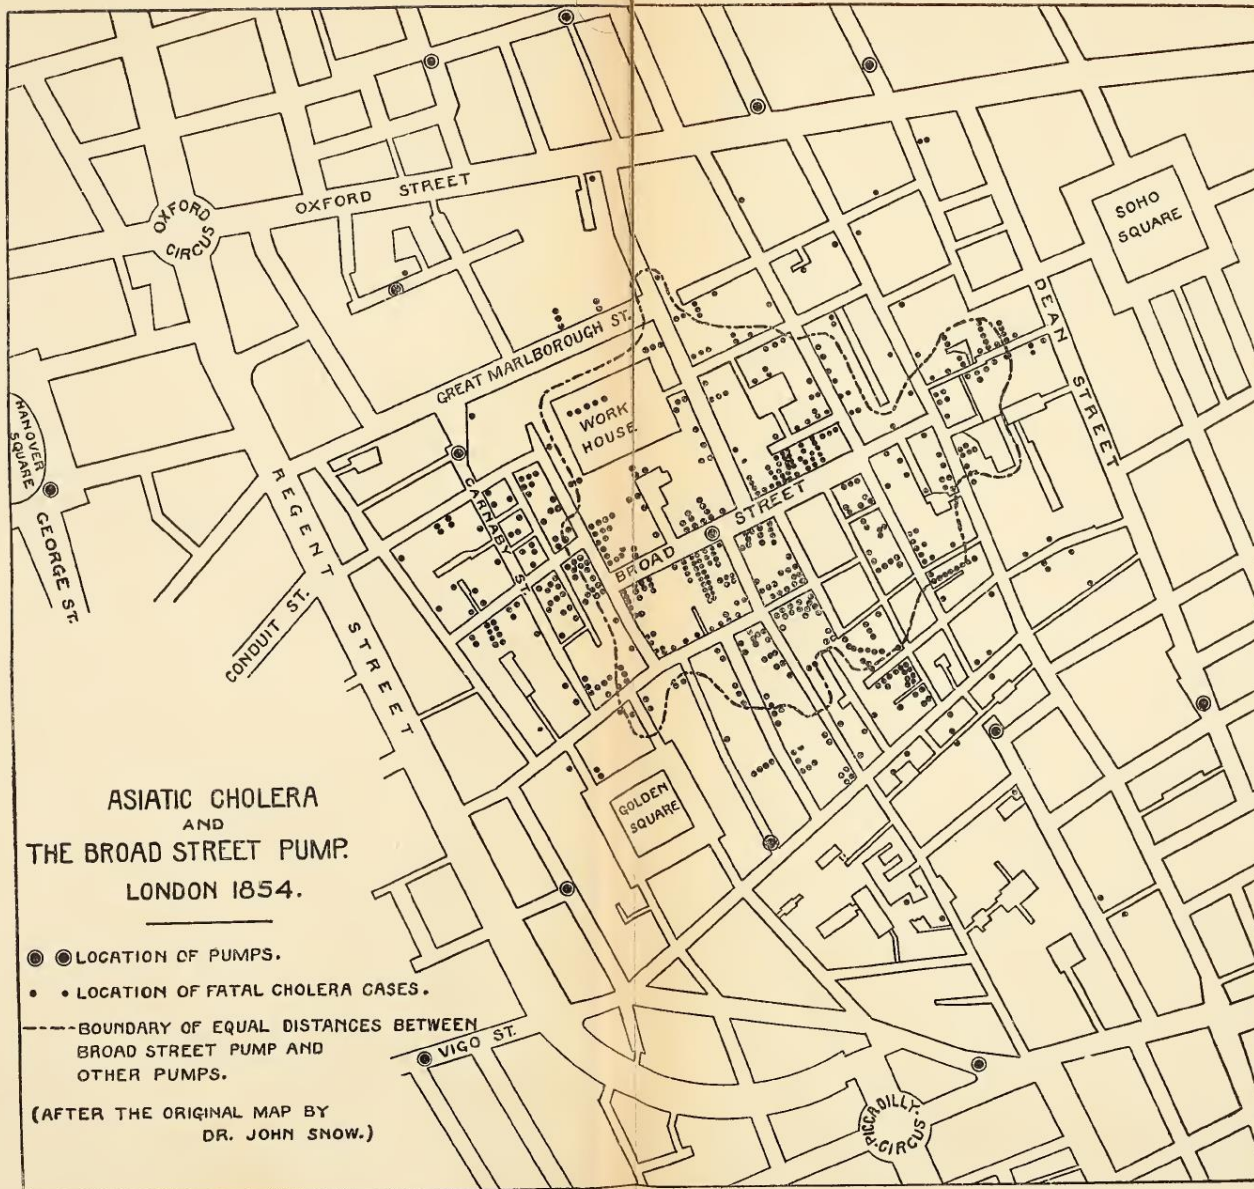 OXFORD STREET
OXFORD
CIRCUS
SOHO
SQUARE
DEAN STREET
GREAT MARLBOROUGH ST.
WORK
HOUSE
HANOVER
SQUARE
GEORGE ST.
REGENT STREET
CARNABY ST.
BROAD STREET
CONDUIT ST.
GOLDEN
SQUARE
ASIATIC CHOLERA
AND
THE BROAD STREET PUMP.
LONDON 1854.
LOCATION OF PUMPS.
LOCATION OF FATAL CHOLERA CASES.
BOUNDARY OF EQUAL DISTANCES BETWEEN
BROAD STREET PUMP AND
OTHER PUMPS.
(AFTER THE ORIGINAL MAP BY
DR. JOHN SNOW.)
VIGO ST.
PICCADILLY
CIRCUS